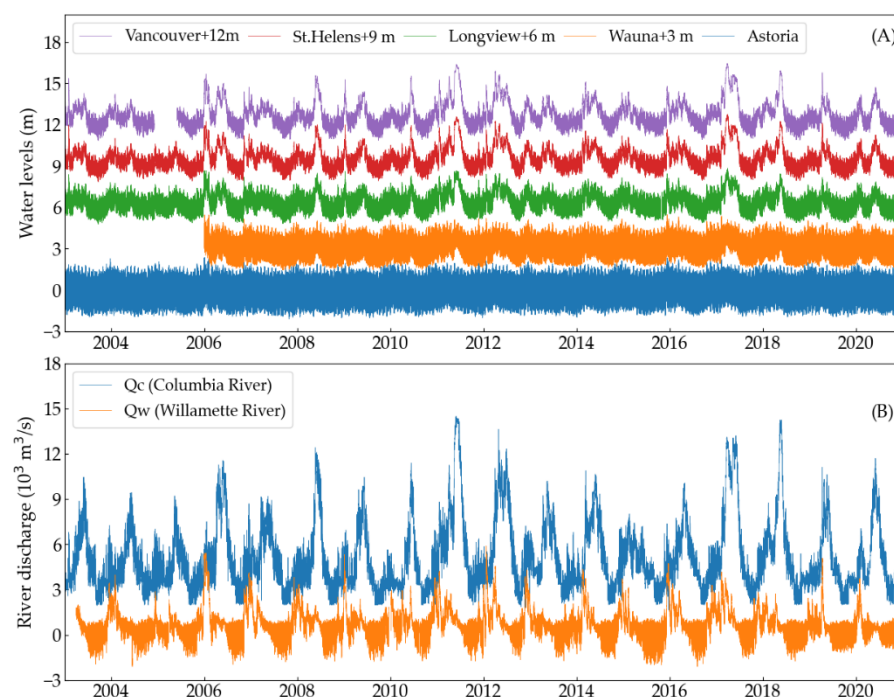 18
15
12
9
6
3
0
−3
Water levels (m)
Vancouver+12m
St.Helens+9 m
Longview+6 m
Wauna+3 m
Astoria
(A)
2004 2006 2008 2010 2012 2014 2016 2018 2020
18
15
12
9
6
3
0
−3
River discharge (10³ m³/s)
Qc (Columbia River)
Qw (Willamette River)
(B)
2004 2006 2008 2010 2012 2014 2016 2018 2020